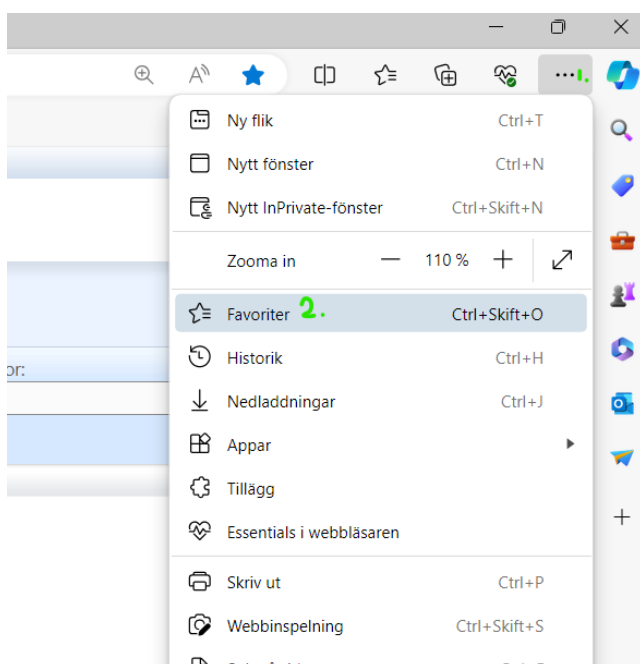 1.
Ny flik Ctrl+T
Nytt fönster Ctrl+N
Nytt InPrivate-fönster Ctrl+Skift+N
Zooma in 110 %
Favoriter 2. Ctrl+Skift+O
or:
Historik Ctrl+H
Nedladdningar Ctrl+J
Appar
Tillägg
Essentials i webbläsaren
Skriv ut Ctrl+P
Webbinspelning Ctrl+Skift+S